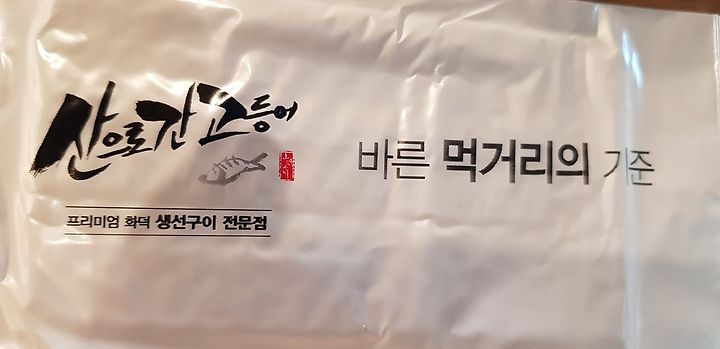 산으로간고등어
프리미엄 화덕 생선구이 전문점
바른 먹거리의 기준